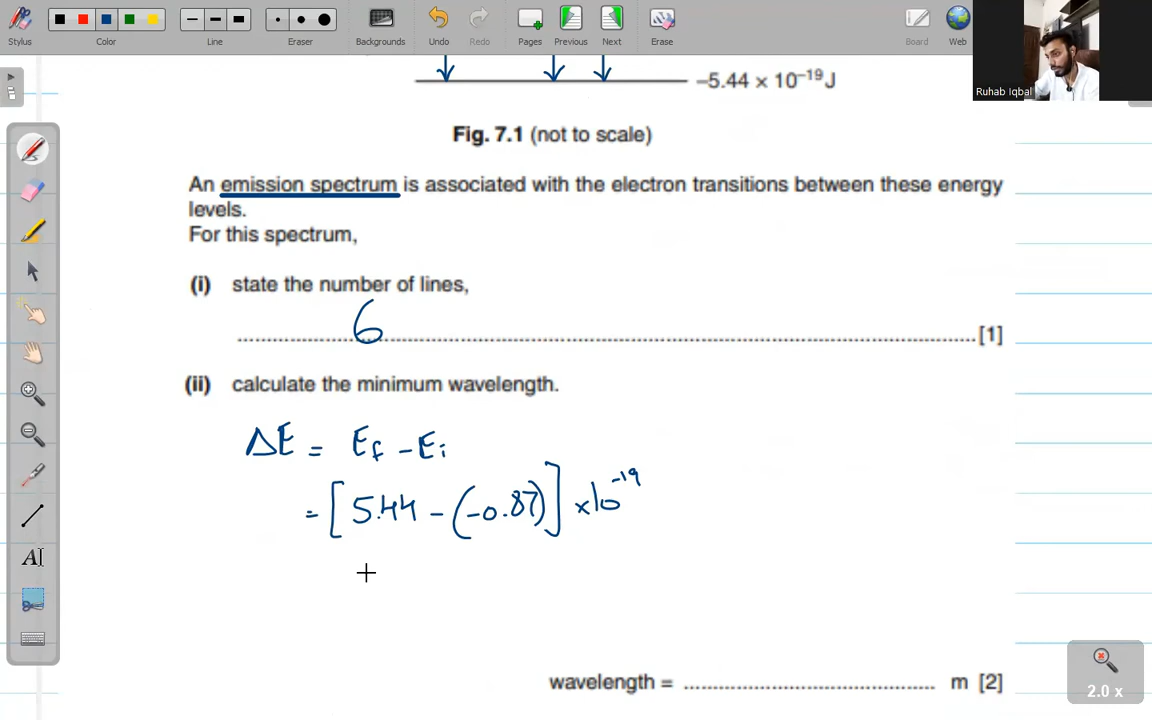 Stylus
Color
Line
Eraser
Backgrounds
Undo
Redo
Pages
Previous
Next
Erase
Board
Web
Ruhab Iqbal
–5.44 × 10⁻¹⁹J
Fig. 7.1 (not to scale)
An emission spectrum is associated with the electron transitions between these energy
levels.
For this spectrum,
(i) state the number of lines,
6
[1]
(ii) calculate the minimum wavelength.
ΔE = E_f – E_i
= [5.44 – (–0.87)] × 10⁻¹⁹
wavelength = ............................................ m [2]
A
2.0 x